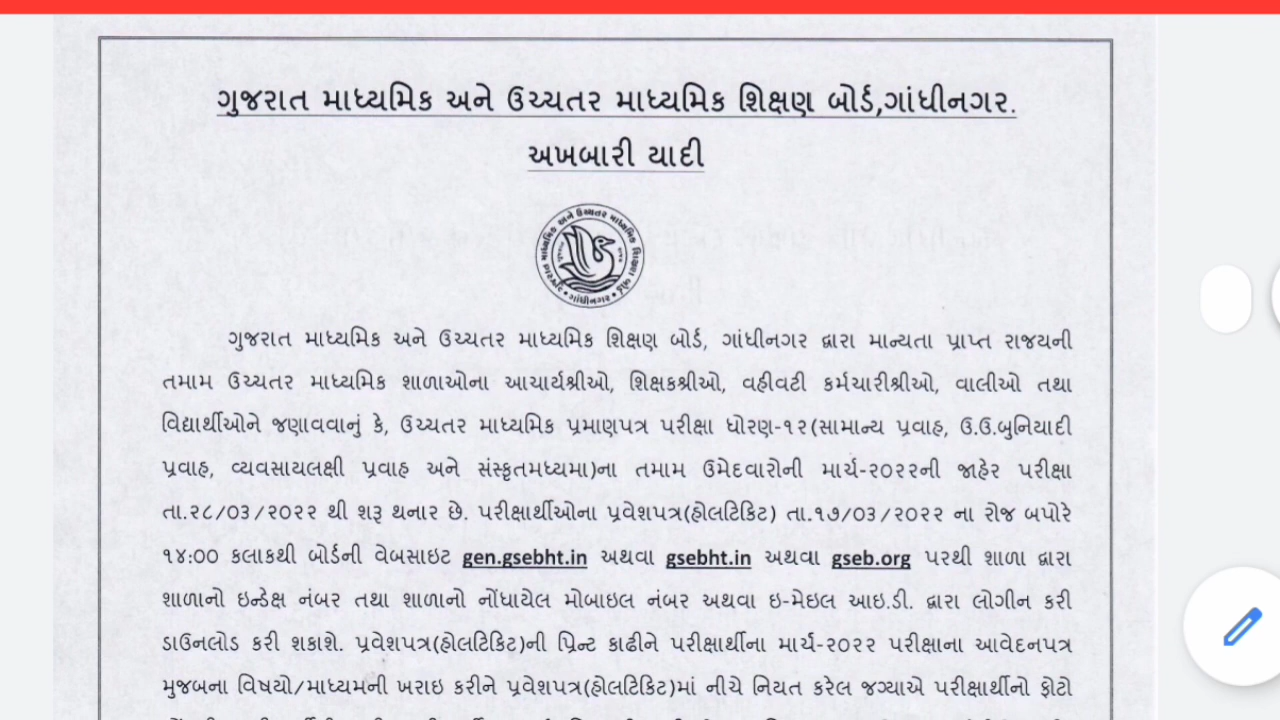 ગુજરાત માધ્યમિક અને ઉચ્ચતર માધ્યમિક શિક્ષણ બોર્ડ,ગાંધીનગર.
અખબારી યાદી
ગુજરાત માધ્યમિક અને ઉચ્ચતર માધ્યમિક શિક્ષણ બોર્ડ, ગાંધીનગર દ્વારા માન્યતા પ્રાપ્ત રાજયની
તમામ ઉચ્ચતર માધ્યમિક શાળાઓના આચાર્યશ્રીઓ, શિક્ષકશ્રીઓ, વહીવટી કર્મચારીશ્રીઓ, વાલીઓ તથા
વિદ્યાર્થીઓને જણાવવાનું કે, ઉચ્ચતર માધ્યમિક પ્રમાણપત્ર પરીક્ષા ધોરણ-૧૨(સામાન્ય પ્રવાહ, ઉ.ઉ.બુનિયાદી
પ્રવાહ, વ્યવસાયલક્ષી પ્રવાહ અને સંસ્કૃતમધ્યમા)ના તમામ ઉમેદવારોની માર્ચ-૨૦૨૨ની જાહેર પરીક્ષા
તા.૨૮/૦૩/૨૦૨૨ થી શરૂ થનાર છે. પરીક્ષાર્થીઓના પ્રવેશપત્ર(હોલટિકિટ) તા.૧૭/૦૩/૨૦૨૨ ના રોજ બપોરે
૧૪:૦૦ કલાકથી બોર્ડની વેબસાઇટ gen.gsebht.in અથવા gsebht.in અથવા gseb.org પરથી શાળા દ્વારા
શાળાનો ઇન્ડેક્ષ નંબર તથા શાળાનો નોંધાયેલ મોબાઇલ નંબર અથવા ઇ-મેઇલ આઇ.ડી. દ્વારા લોગીન કરી
ડાઉનલોડ કરી શકાશે. પ્રવેશપત્ર(હોલટિકિટ)ની પ્રિન્ટ કાઢીને પરીક્ષાર્થીના માર્ચ-૨૦૨૨ પરીક્ષાના આવેદનપત્ર
મુજબના વિષયો/માધ્યમની ખરાઇ કરીને પ્રવેશપત્ર(હોલટિકિટ)માં નીચે નિયત કરેલ જગ્યાએ પરીક્ષાર્થીનો ફોટો